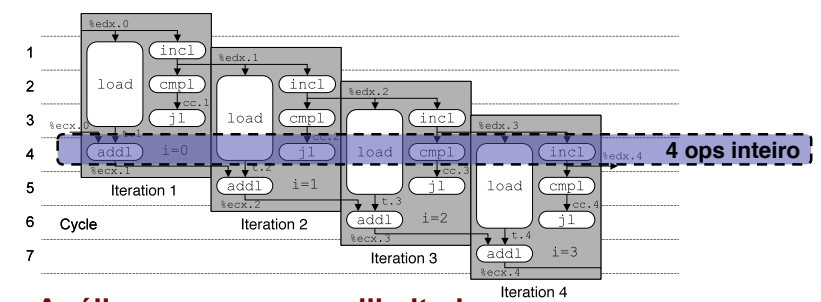 %edx.0
1
load
incl
%edx.1
2
cmpl
load
incl
cc.1
%edx.2
3
jl
cmpl
load
incl
%ecx.0
t.1
%edx.3
4
addl
i=0
jl
cmpl
load
incl
4 ops inteiro
%edx.4
%ecx.1
t.2
cc.3
5
addl
i=1
jl
cmpl
Iteration 1
%ecx.2
t.3
cc.4
6
Cycle
Iteration 2
addl
i=2
jl
%ecx.3
t.4
7
Iteration 3
addl
i=3
%ecx.4
Iteration 4